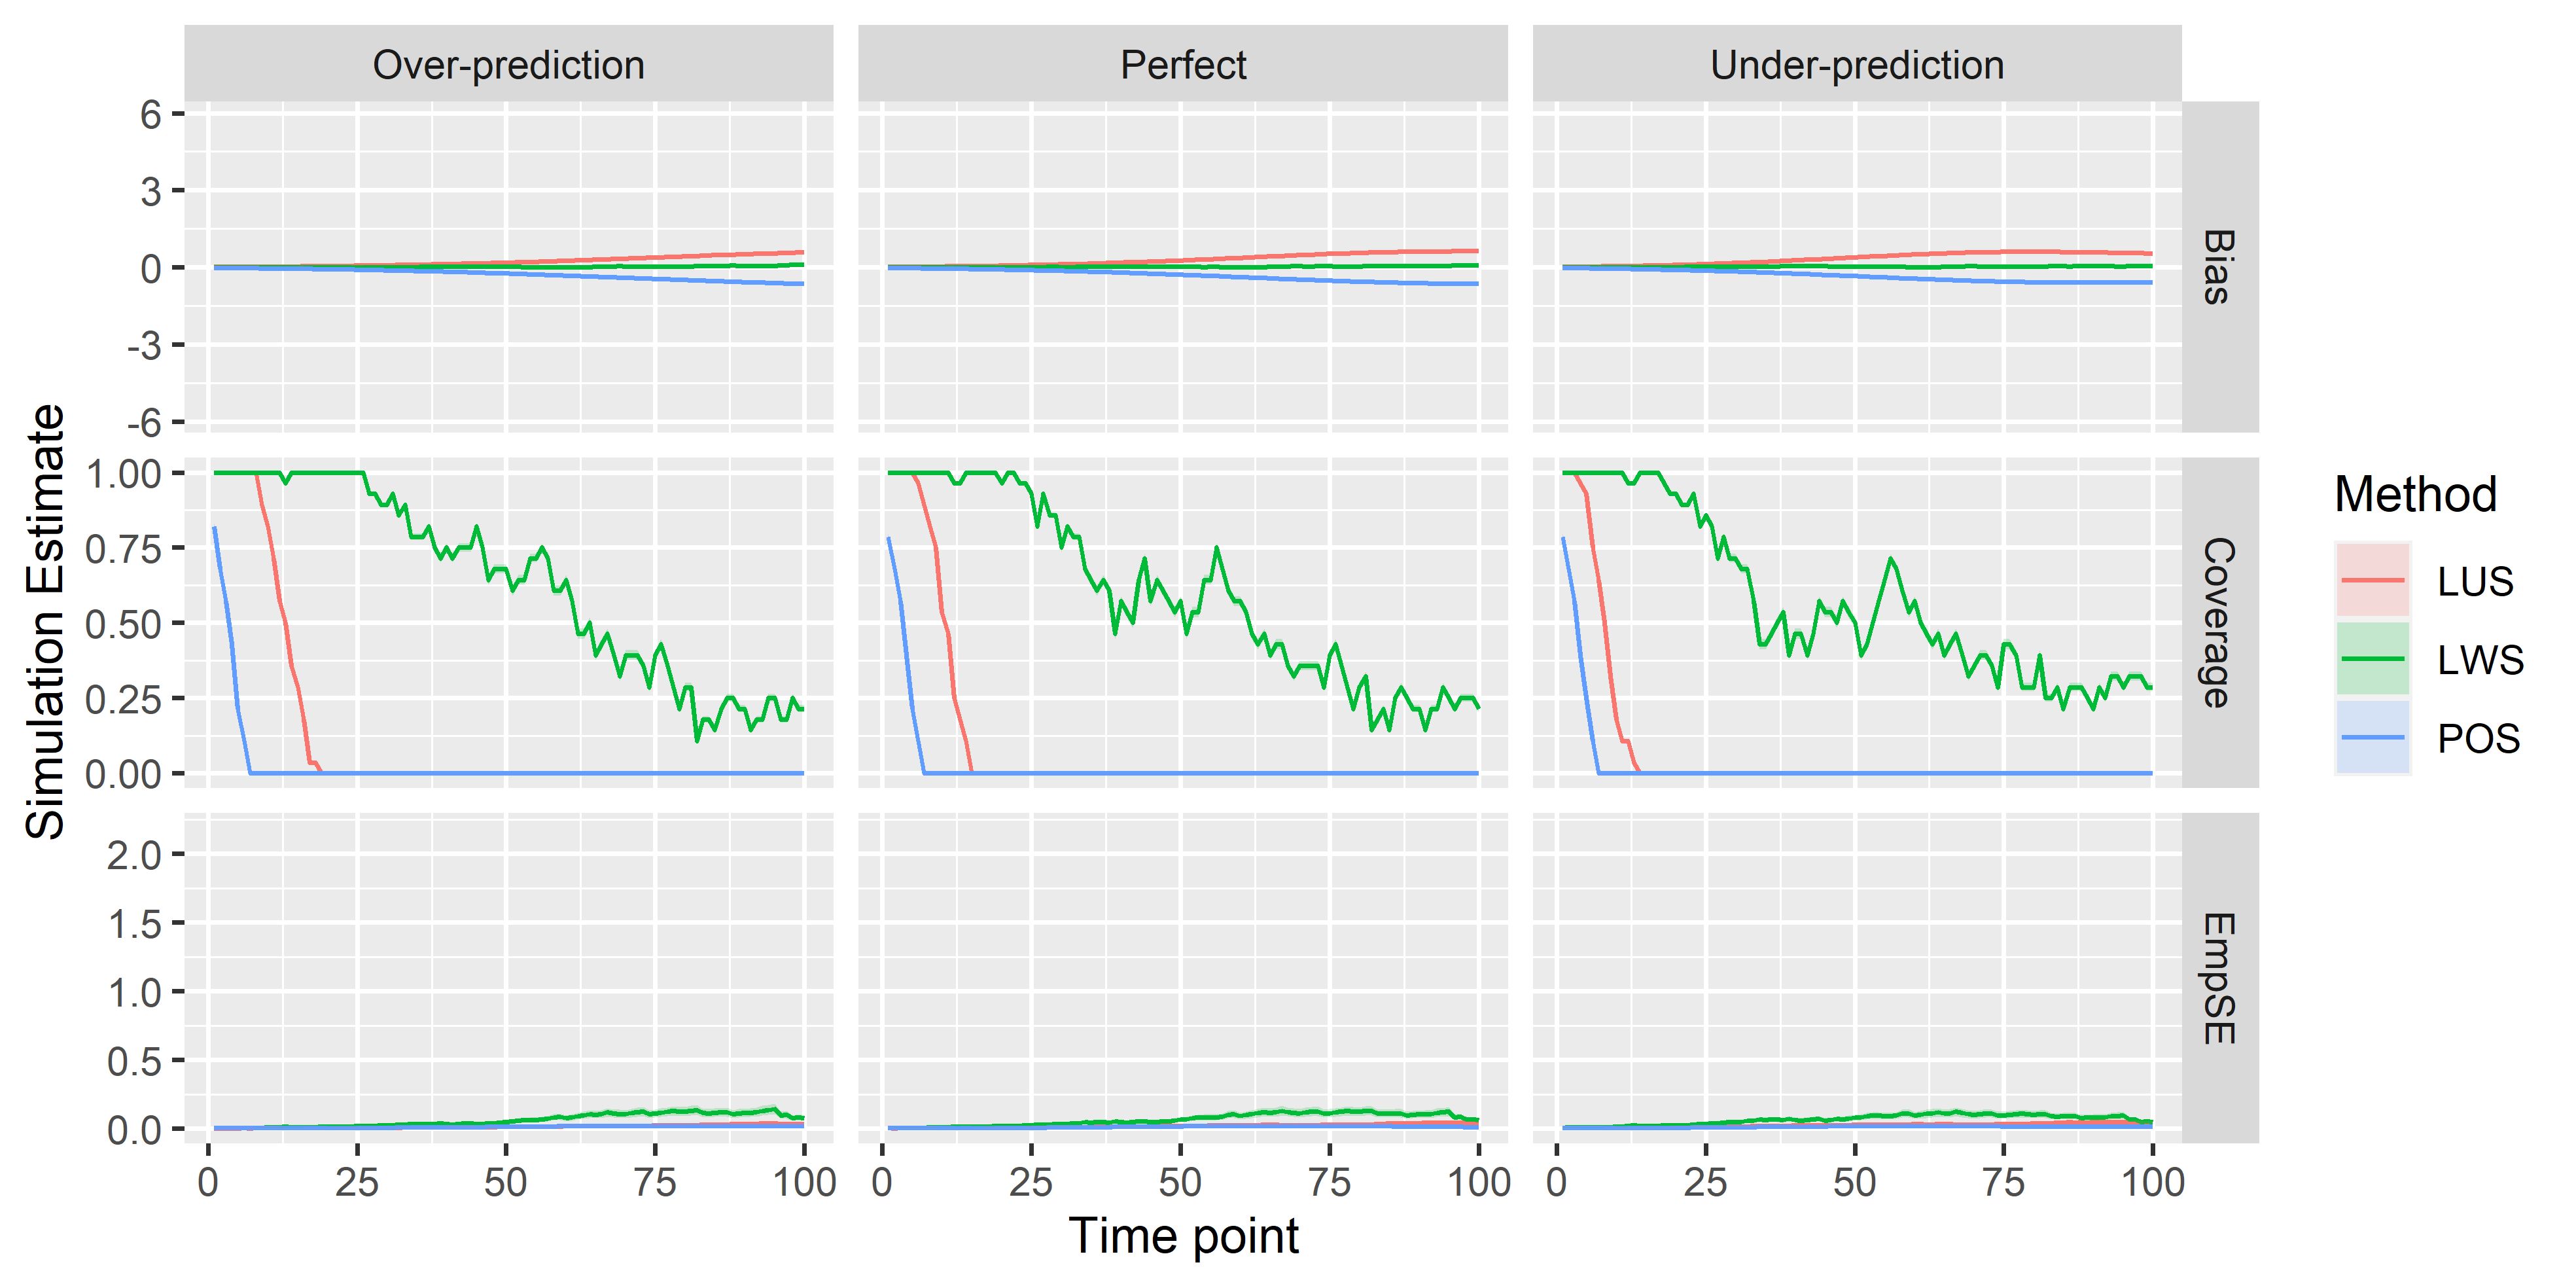 Over-prediction
Perfect
Under-prediction
6
3
0
-3
-6
Bias
1.00
0.75
0.50
0.25
0.00
Coverage
2.0
1.5
1.0
0.5
0.0
EmpSE
0 25 50 75 100
0 25 50 75 100
0 25 50 75 100
Time point
Simulation Estimate
Method
LUS
LWS
POS